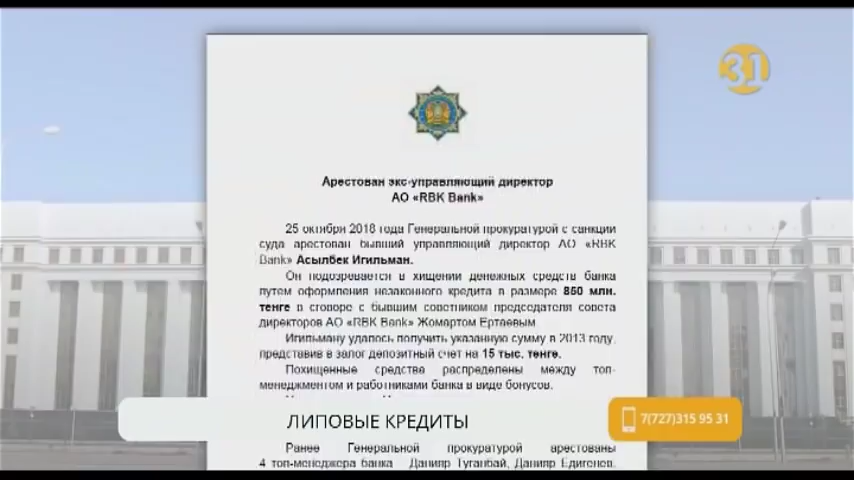 31
Арестован экс-управляющий директор
АО «RBK Bank»
25 октября 2018 года Генеральной прокуратурой с санкции
суда арестован бывший управляющий директор АО «RBK
Bank» Асылбек Игильман.
Он подозревается в хищении денежных средств банка
путем оформления незаконного кредита в размере 850 млн.
тенге в сговоре с бывшим советником председателя совета
директоров АО «RBK Bank» Жомартом Ертаевым
Игильману удалось получить указанную сумму в 2013 году,
представив в залог депозитный счет на 15 тыс. тенге.
Похищенные средства распределены между топ-
менеджментом и работниками банка в виде бонусов.
ЛИПОВЫЕ КРЕДИТЫ
7(727)315 95 31
Ранее Генеральной прокуратурой арестованы
4 топ-менеджера банка Данияр Туганбай, Данияр Едигенев,